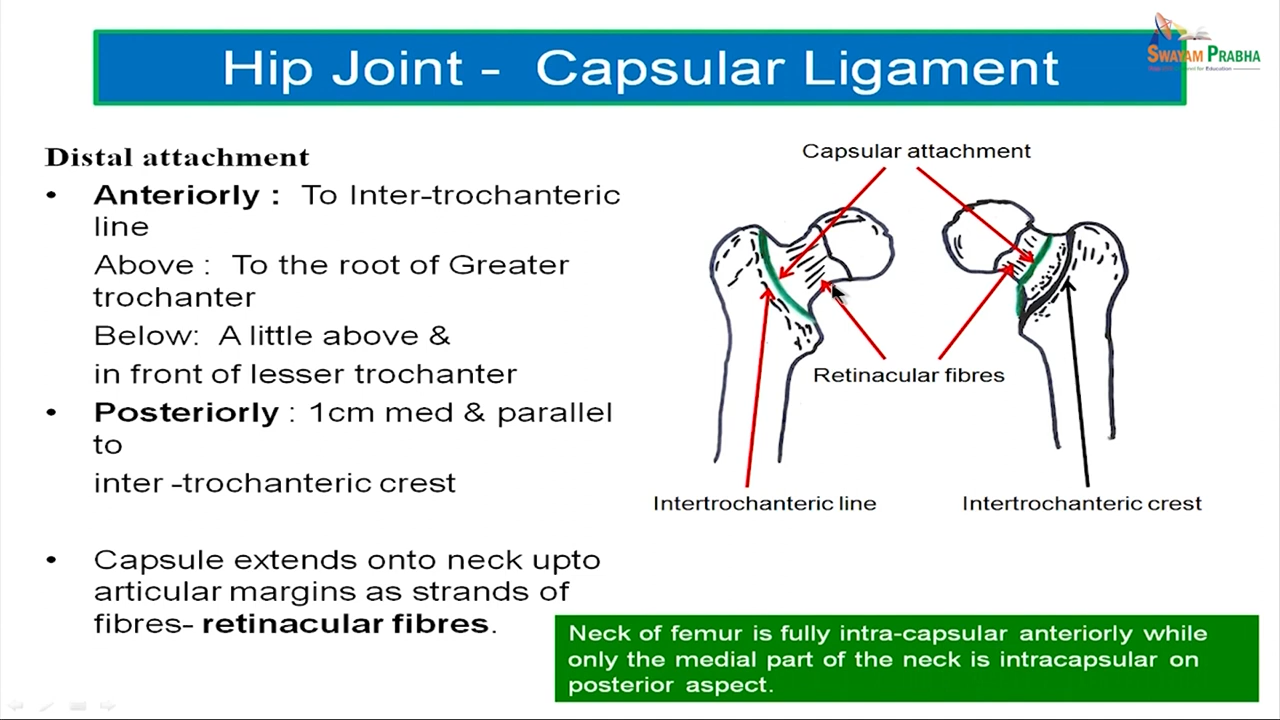 Hip Joint - Capsular Ligament
SWAYAM PRABHA
Distal attachment
• Anteriorly : To Inter-trochanteric
line
Above : To the root of Greater
trochanter
Below: A little above &
in front of lesser trochanter
• Posteriorly : 1cm med & parallel
to
inter -trochanteric crest
• Capsule extends onto neck upto
articular margins as strands of
fibres- retinacular fibres.
Capsular attachment
Retinacular fibres
Intertrochanteric line
Intertrochanteric crest
Neck of femur is fully intra-capsular anteriorly while
only the medial part of the neck is intracapsular on
posterior aspect.